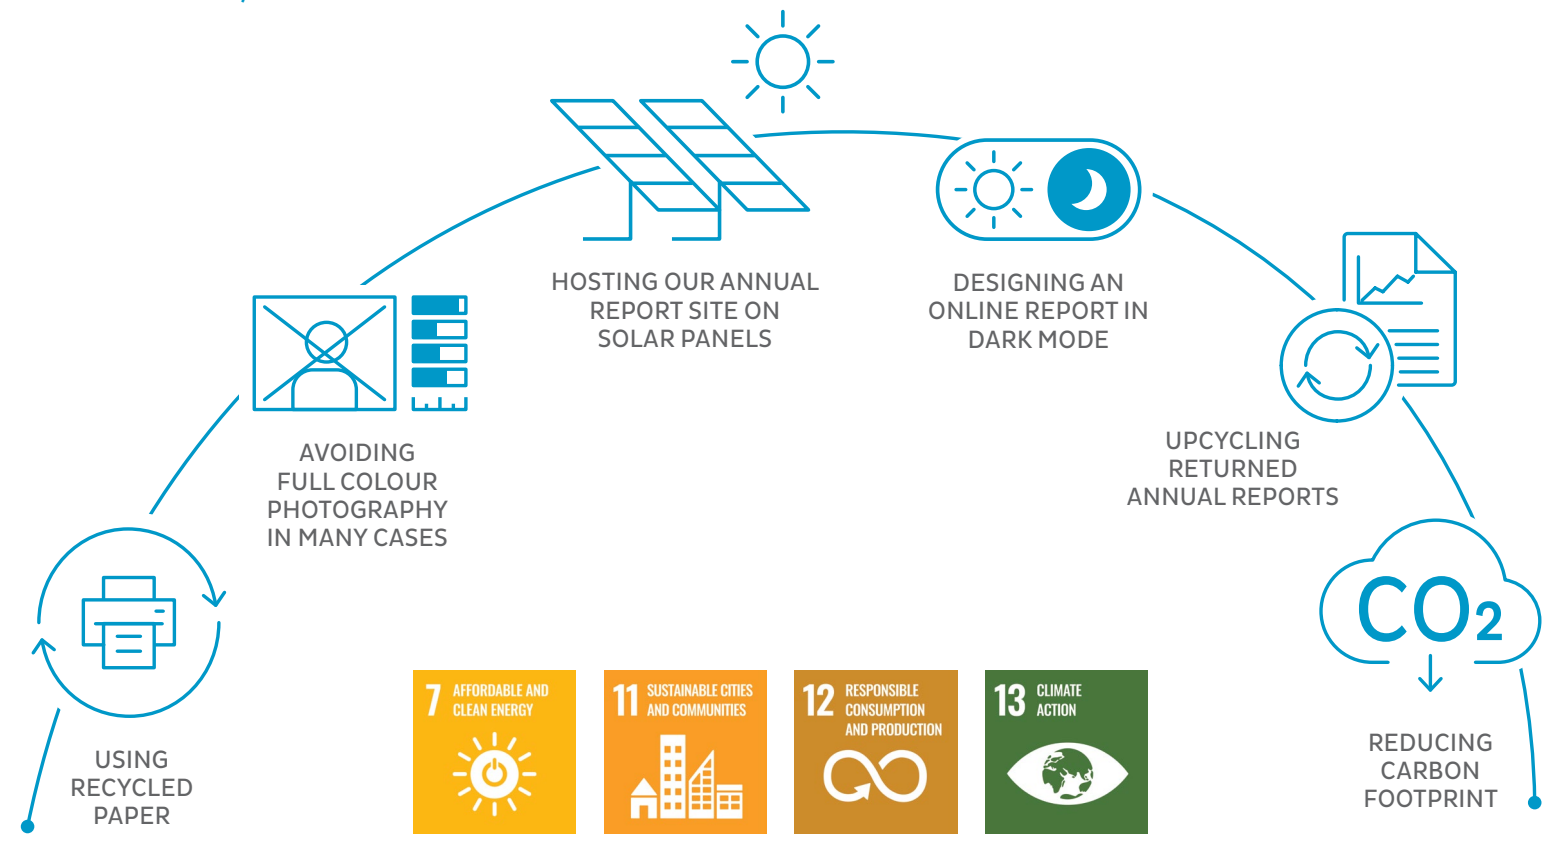 HOSTING OUR ANNUAL
REPORT SITE ON
SOLAR PANELS
DESIGNING AN
ONLINE REPORT IN
DARK MODE
AVOIDING
FULL COLOUR
PHOTOGRAPHY
IN MANY CASES
UPCYCLING
RETURNED
ANNUAL REPORTS
USING
RECYCLED
PAPER
CO2
REDUCING
CARBON
FOOTPRINT
7 AFFORDABLE AND
CLEAN ENERGY
11 SUSTAINABLE CITIES
AND COMMUNITIES
12 RESPONSIBLE
CONSUMPTION
AND PRODUCTION
13 CLIMATE
ACTION